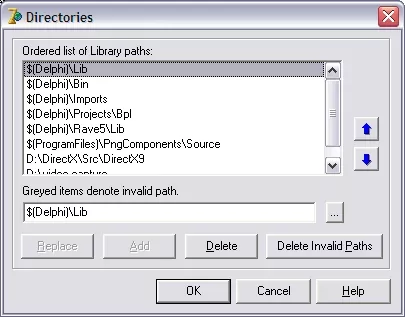 Directories
Ordered list of Library paths:
$(Delphi)\Lib
$(Delphi)\Bin
$(Delphi)\Imports
$(Delphi)\Projects\Bpl
$(Delphi)\Rave5\Lib
$(ProgramFiles)\PngComponents\Source
D:\DirectX\Src\DirectX9
D:\video capture
Greyed items denote invalid path.
$(Delphi)\Lib
...
Replace
Add
Delete
Delete Invalid Paths
OK
Cancel
Help